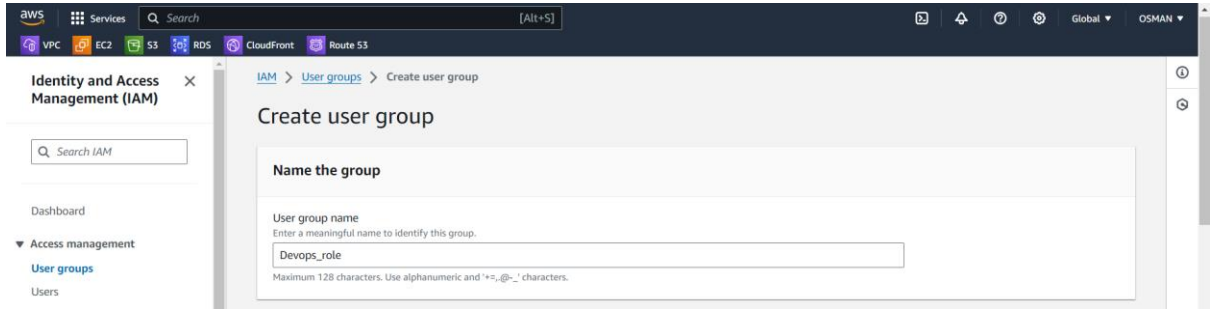 aws Services Search [Alt+S] Global ▼ OSMAN ▼
VPC EC2 S3 RDS CloudFront Route 53
Identity and Access
Management (IAM)
Search IAM
Dashboard
Access management
User groups
Users
IAM > User groups > Create user group
Create user group
Name the group
User group name
Enter a meaningful name to identify this group.
Devops_role
Maximum 128 characters. Use alphanumeric and '+=,.@-_' characters.